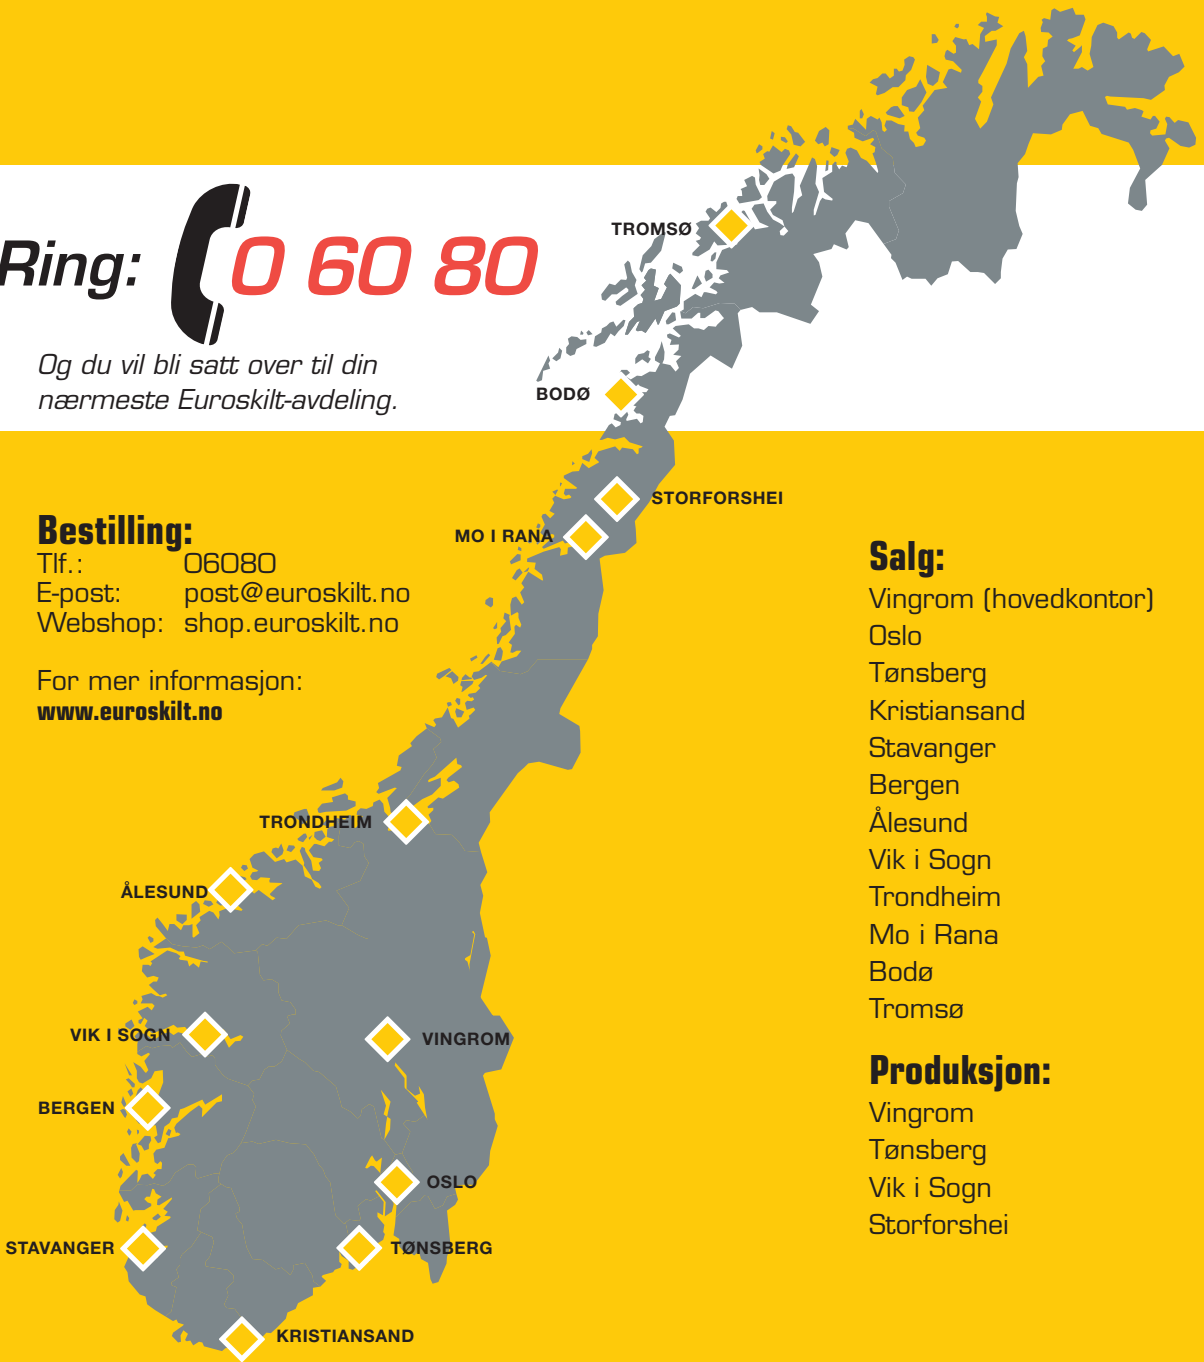 Ring: 0 60 80
Og du vil bli satt over til din
nærmeste Euroskilt-avdeling.
TROMSØ
BODØ
STORFORSHEI
MO I RANA
TRONDHEIM
ÅLESUND
VIK I SOGN
VINGROM
BERGEN
OSLO
STAVANGER
TØNSBERG
KRISTIANSAND
Bestilling:
Tlf.: 06080
E-post: post@euroskilt.no
Webshop: shop.euroskilt.no
For mer informasjon:
www.euroskilt.no
Salg:
Vingrom (hovedkontor)
Oslo
Tønsberg
Kristiansand
Stavanger
Bergen
Ålesund
Vik i Sogn
Trondheim
Mo i Rana
Bodø
Tromsø
Produksjon:
Vingrom
Tønsberg
Vik i Sogn
Storforshei